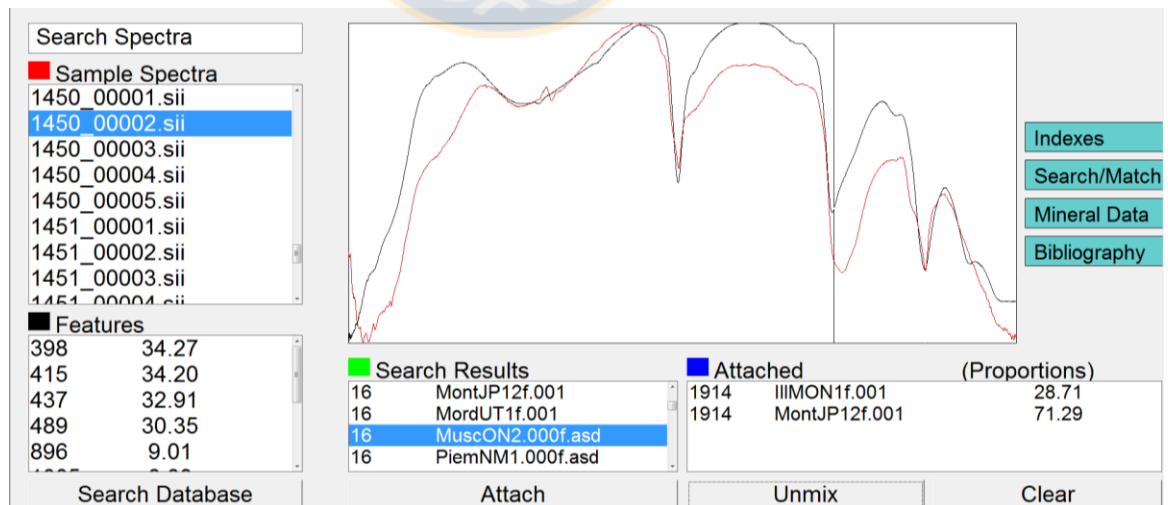 Search Spectra
Sample Spectra
1450_00001.sii
1450_00002.sii
1450_00003.sii
1450_00004.sii
1450_00005.sii
1451_00001.sii
1451_00002.sii
1451_00003.sii
1451_00004.sii
Features
398 34.27
415 34.20
437 32.91
489 30.35
896 9.01
Search Database
Indexes
Search/Match
Mineral Data
Bibliography
Search Results
16 MontJP12f.001
16 MordUT1f.001
16 MuscON2.000f.asd
16 PiemNM1.000f.asd
Attach
Attached (Proportions)
1914 IllMON1f.001 28.71
1914 MontJP12f.001 71.29
Unmix
Clear